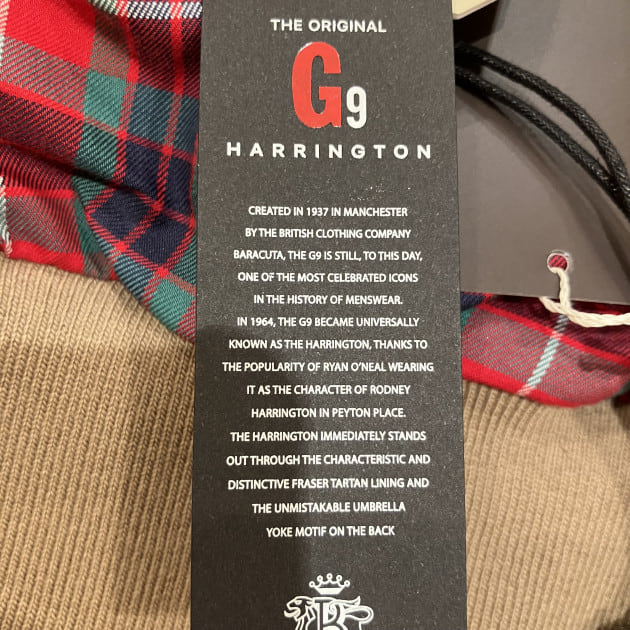 THE ORIGINAL
G9
HARRINGTON
CREATED IN 1937 IN MANCHESTER
BY THE BRITISH CLOTHING COMPANY
BARACUTA, THE G9 IS STILL, TO THIS DAY,
ONE OF THE MOST CELEBRATED ICONS
IN THE HISTORY OF MENSWEAR.
IN 1964, THE G9 BECAME UNIVERSALLY
KNOWN AS THE HARRINGTON, THANKS TO
THE POPULARITY OF RYAN O'NEAL WEARING
IT AS THE CHARACTER OF RODNEY
HARRINGTON IN PEYTON PLACE.
THE HARRINGTON IMMEDIATELY STANDS
OUT THROUGH THE CHARACTERISTIC AND
DISTINCTIVE FRASER TARTAN LINING AND
THE UNMISTAKABLE UMBRELLA
YOKE MOTIF ON THE BACK
B